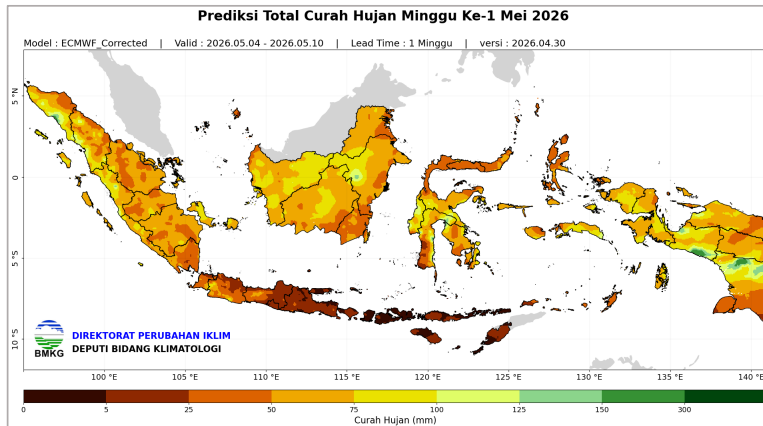 Prediksi Total Curah Hujan Minggu Ke-1 Mei 2026
Model : ECMWF_Corrected | Valid : 2026.05.04 - 2026.05.10 | Lead Time : 1 Minggu | versi : 2026.04.30
5 °N
0
5 °S
10 °S
BMKG
DIREKTORAT PERUBAHAN IKLIM
DEPUTI BIDANG KLIMATOLOGI
100 °E 105 °E 110 °E 115 °E 120 °E 125 °E 130 °E 135 °E 140 °E
0 5 25 50 75 100 125 150 300
Curah Hujan (mm)